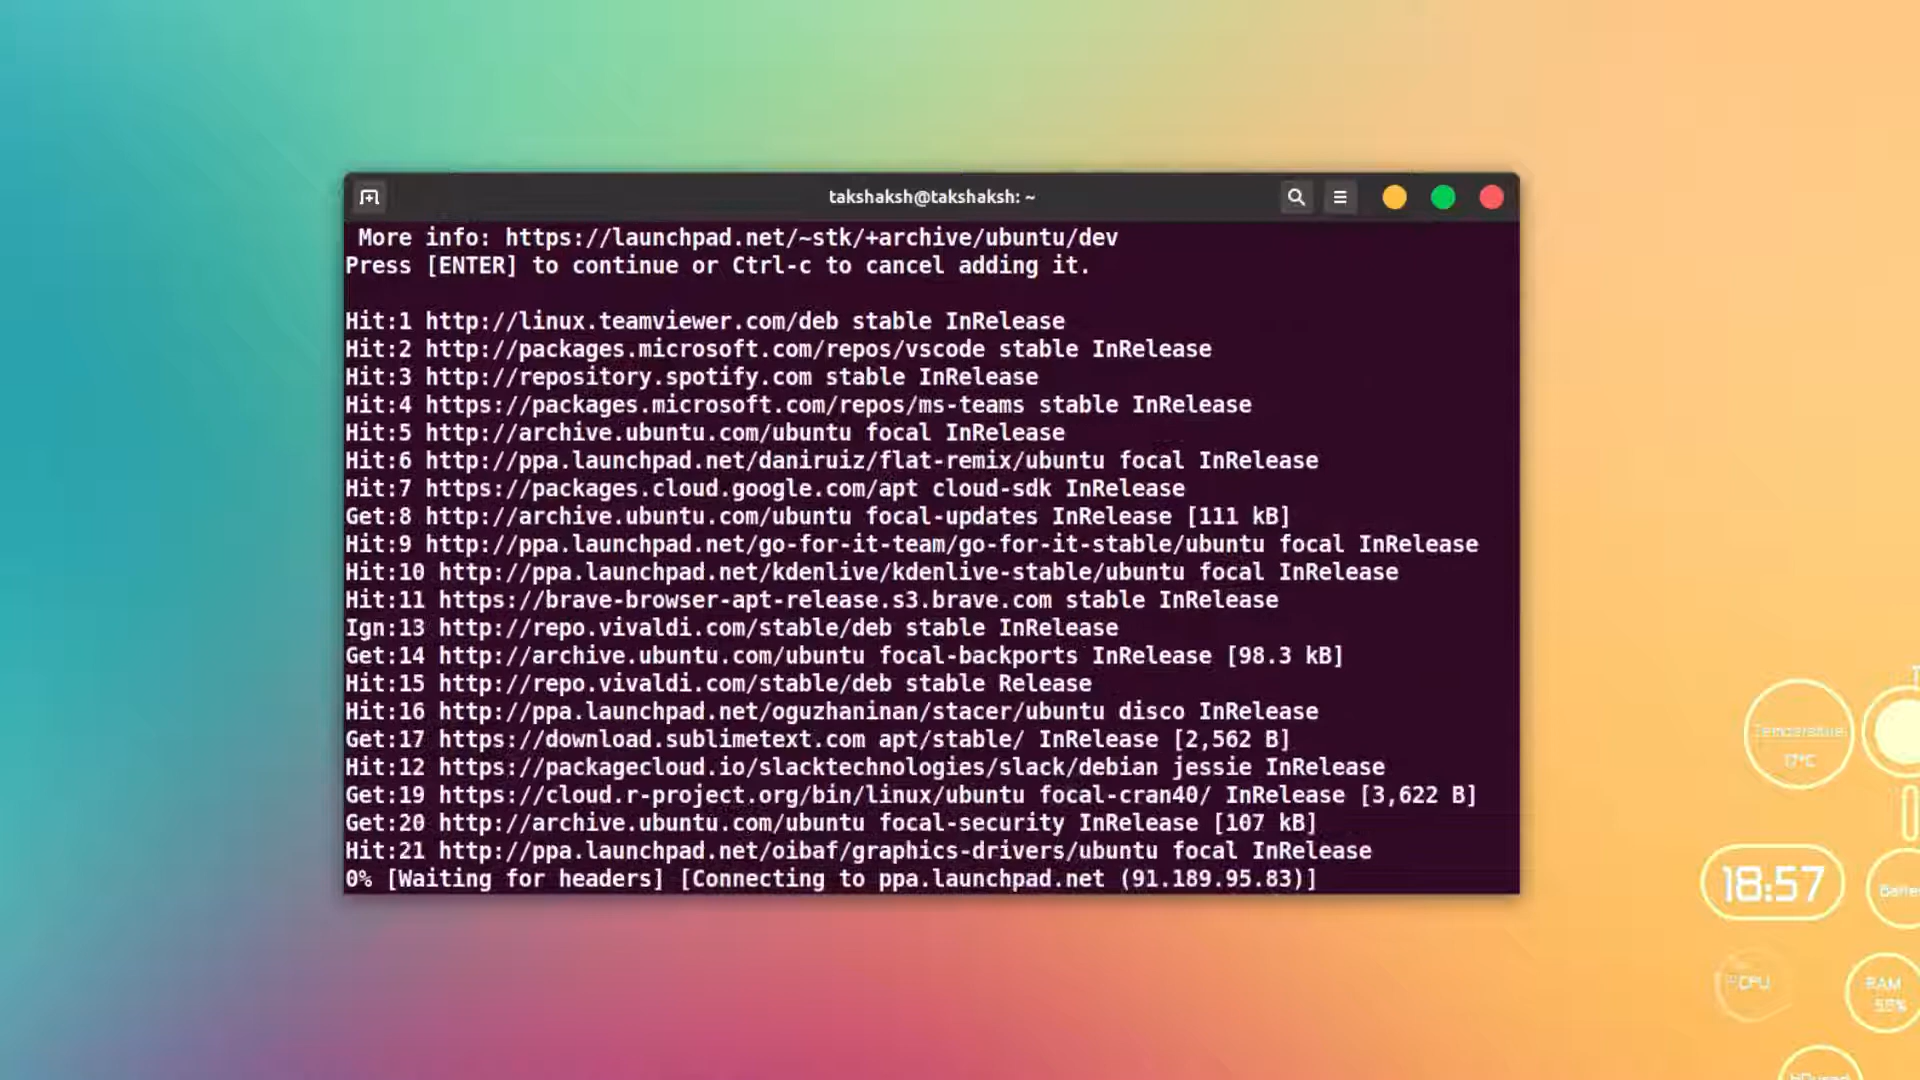 takshaksh@takshaksh: ~
More info: https://launchpad.net/~stk/+archive/ubuntu/dev
Press [ENTER] to continue or Ctrl-c to cancel adding it.
Hit:1 http://linux.teamviewer.com/deb stable InRelease
Hit:2 http://packages.microsoft.com/repos/vscode stable InRelease
Hit:3 http://repository.spotify.com stable InRelease
Hit:4 https://packages.microsoft.com/repos/ms-teams stable InRelease
Hit:5 http://archive.ubuntu.com/ubuntu focal InRelease
Hit:6 http://ppa.launchpad.net/daniruiz/flat-remix/ubuntu focal InRelease
Hit:7 https://packages.cloud.google.com/apt cloud-sdk InRelease
Get:8 http://archive.ubuntu.com/ubuntu focal-updates InRelease [111 kB]
Hit:9 http://ppa.launchpad.net/go-for-it-team/go-for-it-stable/ubuntu focal InRelease
Hit:10 http://ppa.launchpad.net/kdenlive/kdenlive-stable/ubuntu focal InRelease
Hit:11 https://brave-browser-apt-release.s3.brave.com stable InRelease
Ign:13 http://repo.vivaldi.com/stable/deb stable InRelease
Get:14 http://archive.ubuntu.com/ubuntu focal-backports InRelease [98.3 kB]
Hit:15 http://repo.vivaldi.com/stable/deb stable Release
Hit:16 http://ppa.launchpad.net/oguzhaninan/stacer/ubuntu disco InRelease
Get:17 https://download.sublimetext.com apt/stable/ InRelease [2,562 B]
Hit:12 https://packagecloud.io/slacktechnologies/slack/debian jessie InRelease
Get:19 https://cloud.r-project.org/bin/linux/ubuntu focal-cran40/ InRelease [3,622 B]
Get:20 http://archive.ubuntu.com/ubuntu focal-security InRelease [107 kB]
Hit:21 http://ppa.launchpad.net/oibaf/graphics-drivers/ubuntu focal InRelease
0% [Waiting for headers] [Connecting to ppa.launchpad.net (91.189.95.83)]
Temperature
18:57
CPU
RAM
55%